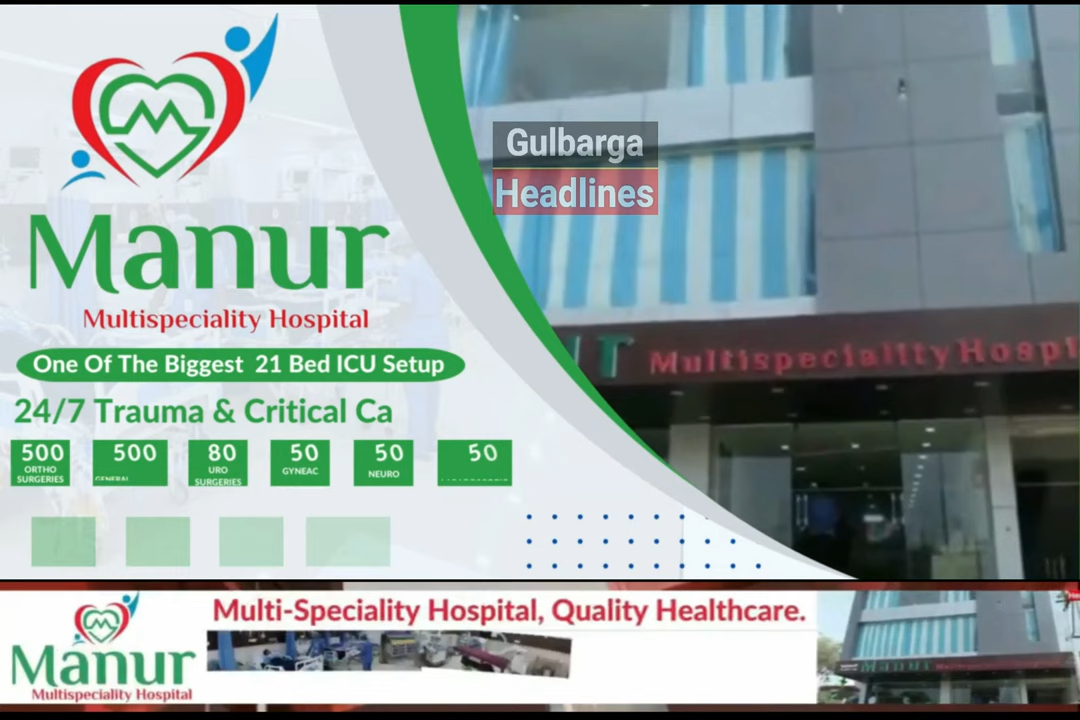 Manur
Multispeciality Hospital
One Of The Biggest 21 Bed ICU Setup
24/7 Trauma & Critical Ca
500
ORTHO
SURGERIES
500
GENERAL
80
URO
SURGERIES
50
GYNEAC
50
NEURO
50
Gulbarga
Headlines
Multispeciality Hospi
Multi-Speciality Hospital, Quality Healthcare.
Manur
Multispeciality Hospital
Manur